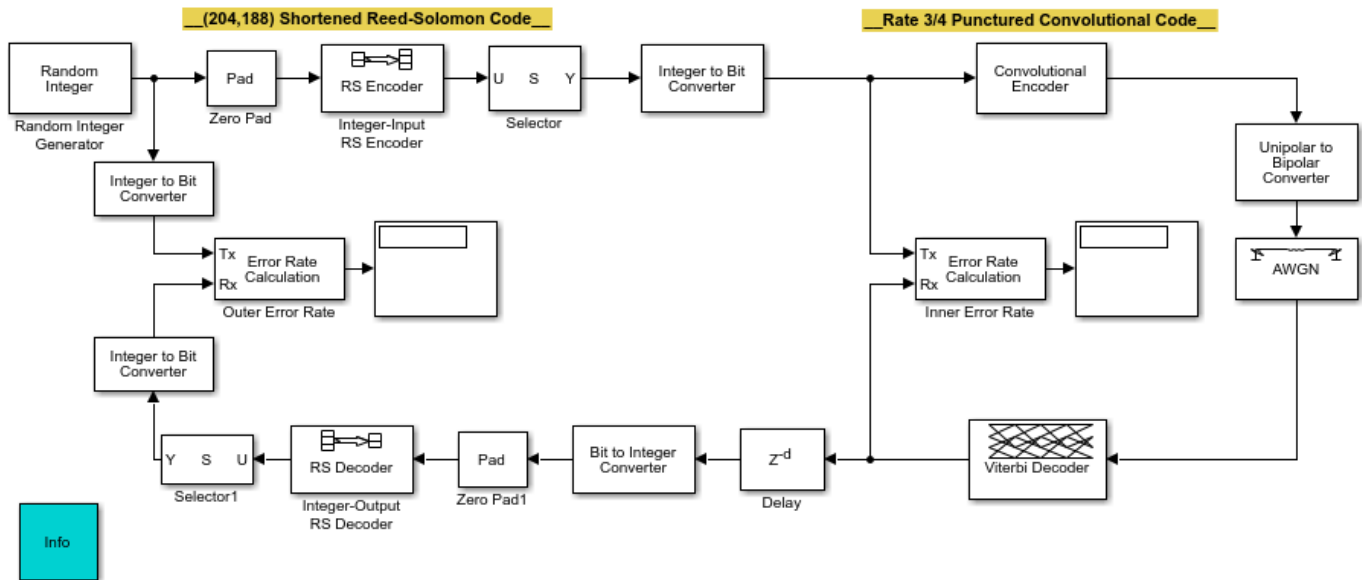 __(204,188) Shortened Reed-Solomon Code__
__Rate 3/4 Punctured Convolutional Code__
Random
Integer
Random Integer
Generator
Pad
Zero Pad
RS Encoder
Integer-Input
RS Encoder
U S Y
Selector
Integer to Bit
Converter
Convolutional
Encoder
Unipolar to
Bipolar
Converter
AWGN
Integer to Bit
Converter
Tx
Rx
Error Rate
Calculation
Outer Error Rate
Tx
Rx
Error Rate
Calculation
Inner Error Rate
Integer to Bit
Converter
Y S U
Selector1
RS Decoder
Integer-Output
RS Decoder
Pad
Zero Pad1
Bit to Integer
Converter
Z-d
Delay
Viterbi Decoder
Info